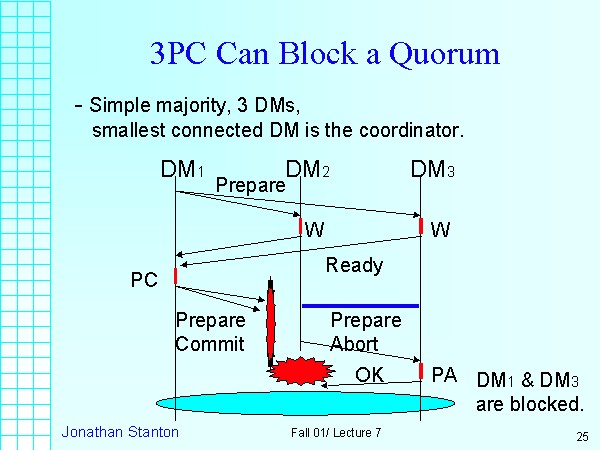 3PC Can Block a Quorum
- Simple majority, 3 DMs,
smallest connected DM is the coordinator.
DM1 DM2 DM3
Prepare
W W
Ready
PC
Prepare Prepare
Commit Abort
OK PA DM1 & DM3
are blocked.
Jonathan Stanton Fall 01/ Lecture 7 25